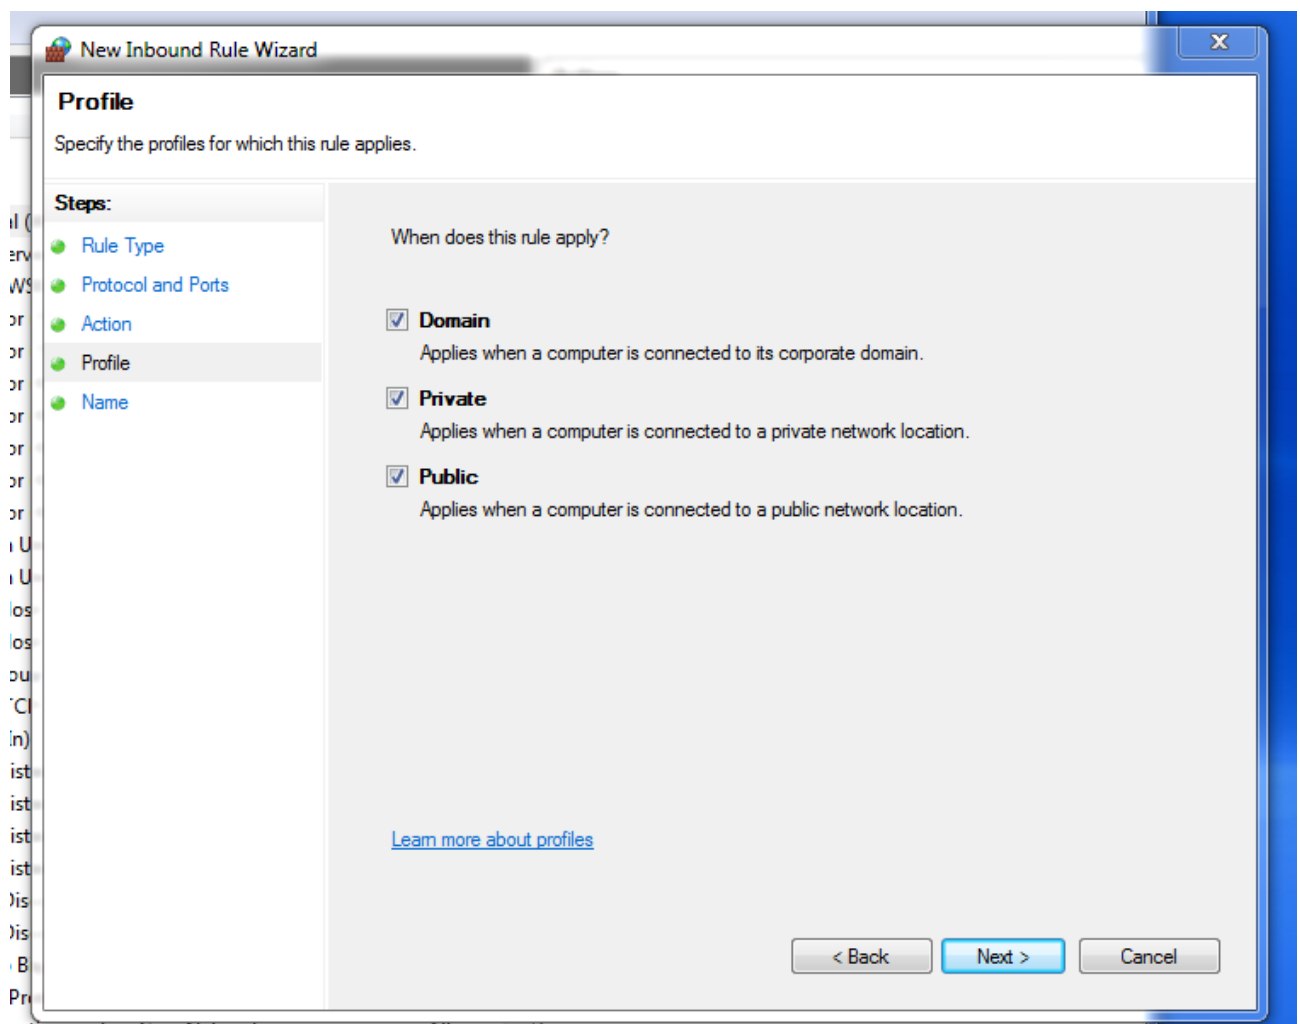 New Inbound Rule Wizard
X
Profile
Specify the profiles for which this rule applies.
Steps:
Rule Type
Protocol and Ports
Action
Profile
Name
When does this rule apply?
Domain
Applies when a computer is connected to its corporate domain.
Private
Applies when a computer is connected to a private network location.
Public
Applies when a computer is connected to a public network location.
Learn more about profiles
< Back
Next >
Cancel